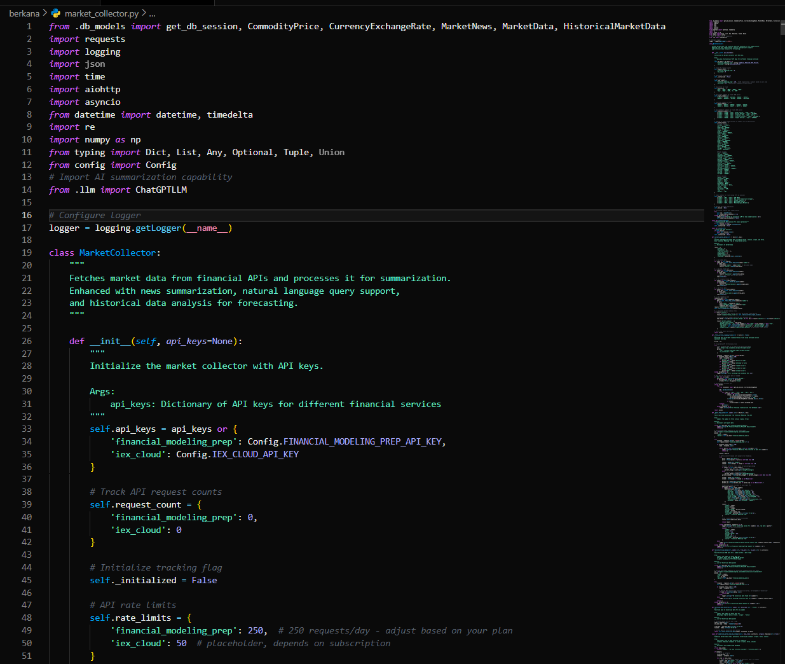 berkana > market_collector.py > ...
1 from .db_models import get_db_session, CommodityPrice, CurrencyExchangeRate, MarketNews, MarketData, HistoricalMarketData
2 import requests
3 import logging
4 import json
5 import time
6 import aiohttp
7 import asyncio
8 from datetime import datetime, timedelta
9 import re
10 import numpy as np
11 from typing import Dict, List, Any, Optional, Tuple, Union
12 from config import Config
13 # Import AI summarization capability
14 from .llm import ChatGPTLLM
15
16 # Configure Logger
17 logger = logging.getLogger(__name__)
18
19 class MarketCollector:
20     """
21     Fetches market data from financial APIs and processes it for summarization.
22     Enhanced with news summarization, natural language query support,
23     and historical data analysis for forecasting.
24     """
25
26     def __init__(self, api_keys=None):
27         """
28         Initialize the market collector with API keys.
29
30         Args:
31             api_keys: Dictionary of API keys for different financial services
32         """
33         self.api_keys = api_keys or {
34             'financial_modeling_prep': Config.FINANCIAL_MODELING_PREP_API_KEY,
35             'iex_cloud': Config.IEX_CLOUD_API_KEY
36         }
37
38         # Track API request counts
39         self.request_count = {
40             'financial_modeling_prep': 0,
41             'iex_cloud': 0
42         }
43
44         # Initialize tracking flag
45         self._initialized = False
46
47         # API rate limits
48         self.rate_limits = {
49             'financial_modeling_prep': 250,  # 250 requests/day - adjust based on your plan
50             'iex_cloud': 50  # placeholder, depends on subscription
51         }